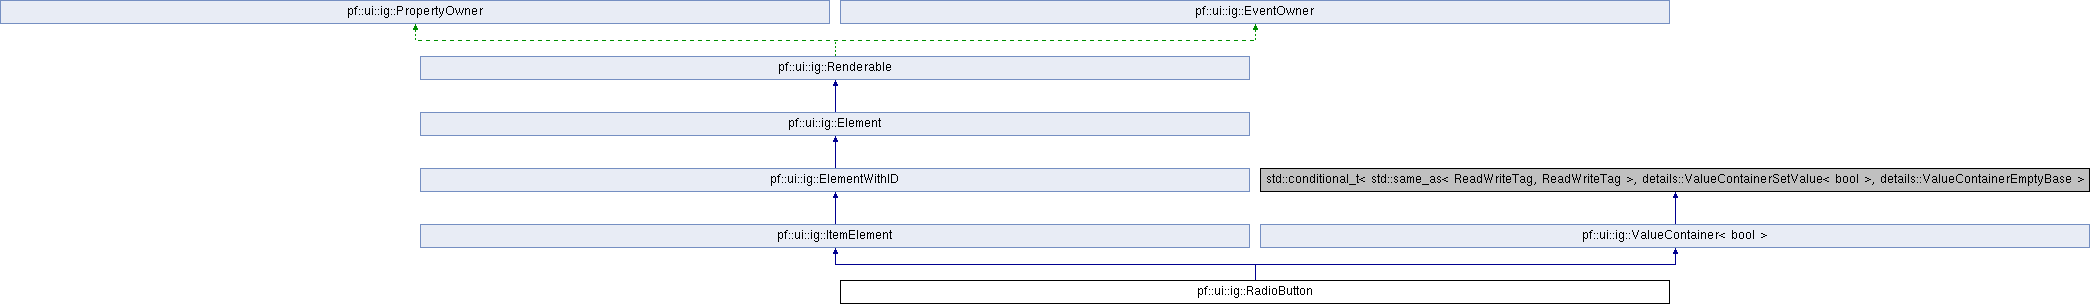 pf::ui::ig::PropertyOwner
pf::ui::ig::EventOwner
pf::ui::ig::Renderable
pf::ui::ig::Element
pf::ui::ig::ElementWithID
std::conditional_t< std::same_as< ReadWriteTag, ReadWriteTag >, details::ValueContainerSetValue< bool >, details::ValueContainerEmptyBase >
pf::ui::ig::ItemElement
pf::ui::ig::ValueContainer< bool >
pf::ui::ig::RadioButton